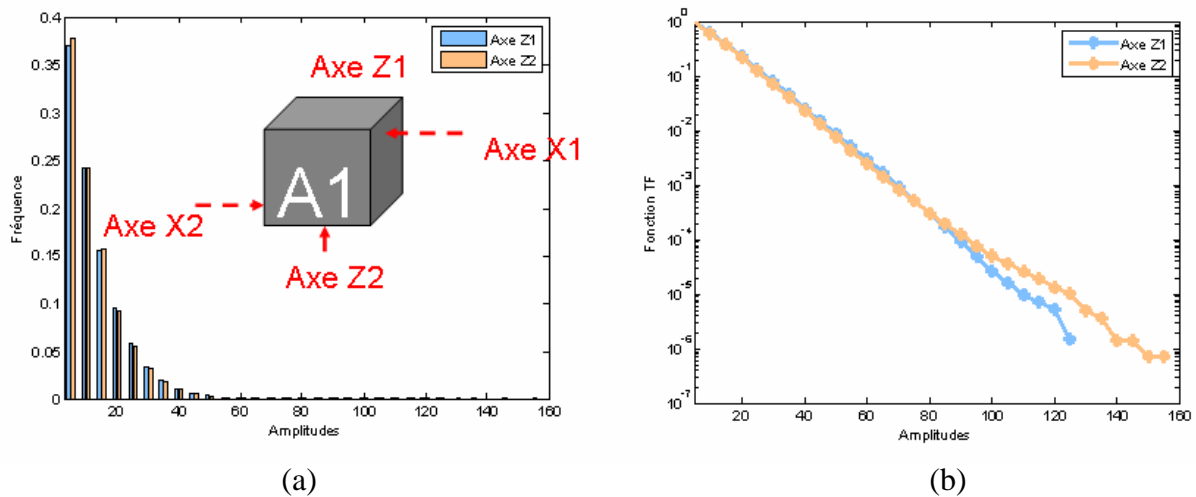 0.4
0.35
0.3
0.25
0.2
0.15
0.1
0.05
0
Fréquence
20 40 60 80 100 120 140 160
Amplitudes
Axe Z1
Axe Z2
Axe Z1
Axe X1
A1
Axe X2
Axe Z2
(a)
10^0
10^-1
10^-2
10^-3
10^-4
10^-5
10^-6
10^-7
Fonction TF
20 40 60 80 100 120 140 160
Amplitudes
Axe Z1
Axe Z2
(b)